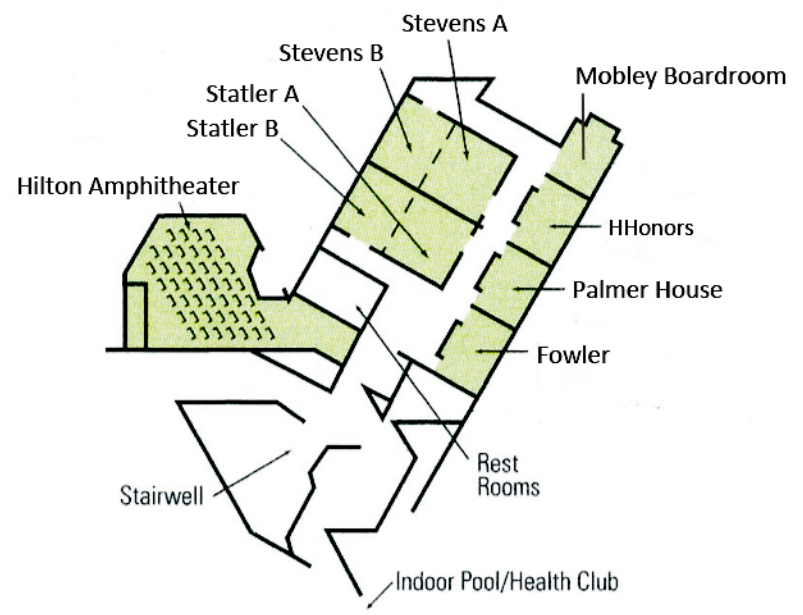 Stevens A
Stevens B
Mobley Boardroom
Statler A
Statler B
Hilton Amphitheater
HHonors
Palmer House
Fowler
Rest
Rooms
Stairwell
Indoor Pool/Health Club